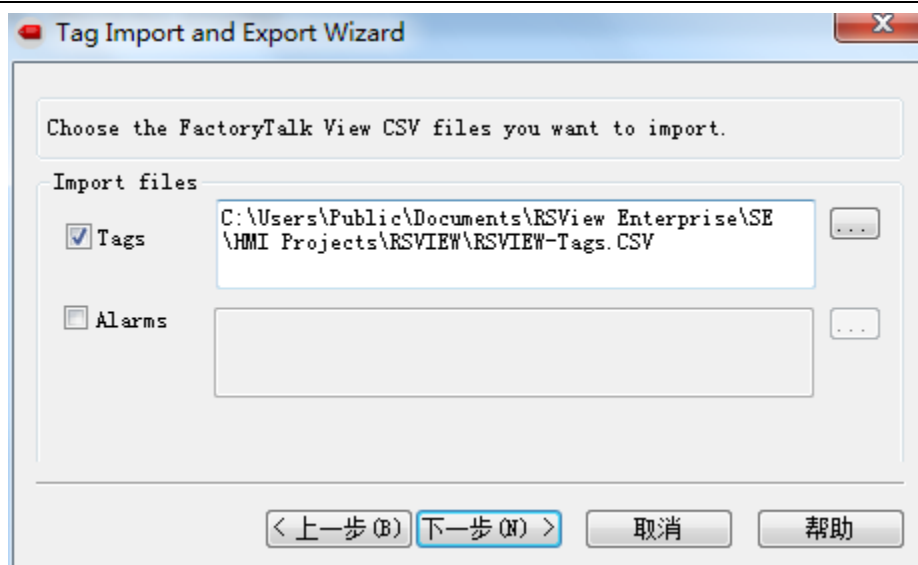 Tag Import and Export Wizard
X
Choose the FactoryTalk View CSV files you want to import.
Import files
Tags
C:\Users\Public\Documents\RSView Enterprise\SE
\HMI Projects\RSVIEW\RSVIEW-Tags.CSV
...
Alarms
...
< 上一步(B) 下一步(N) > 取消 帮助